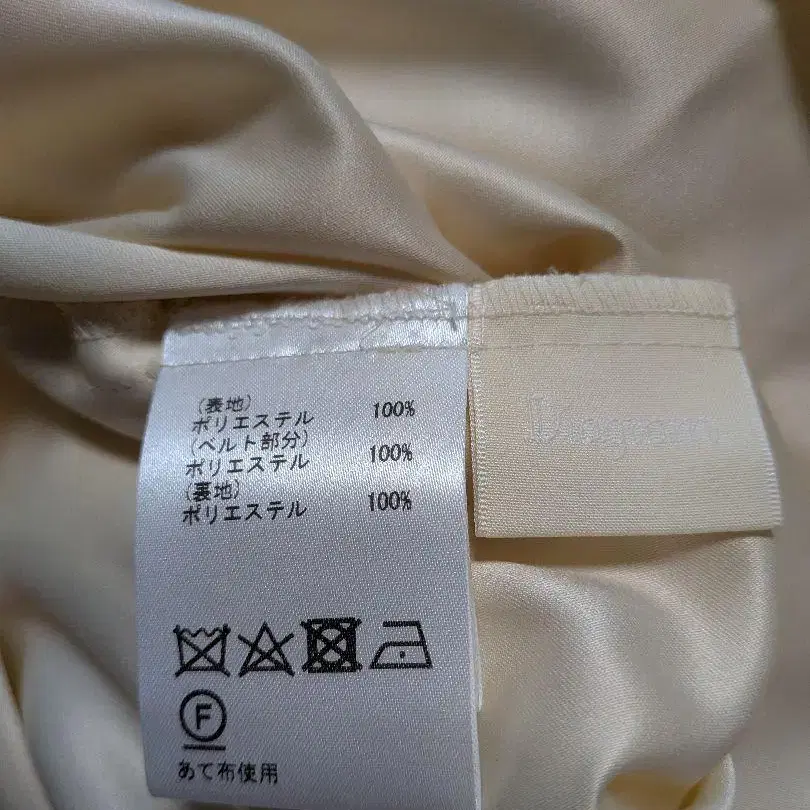 (表地)
ポリエステル 100%
(ベルト部分)
ポリエステル 100%
(裏地)
ポリエステル 100%
F
あて布使用